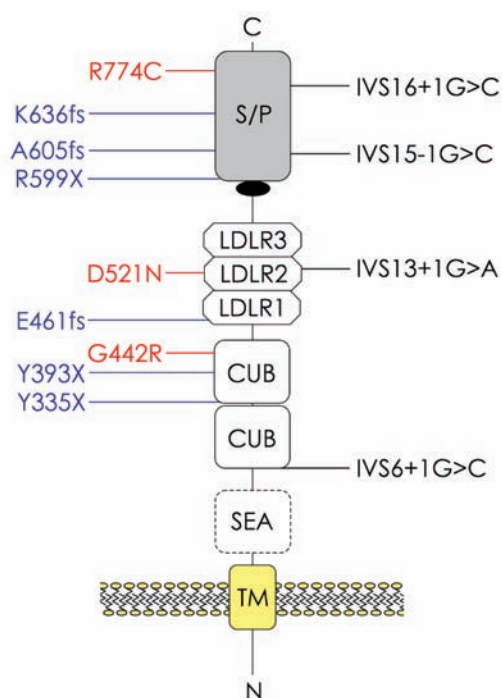 C
R774C
IVS16+1G>C
K636fs
S/P
A605fs
IVS15-1G>C
R599X
LDLR3
D521N
LDLR2
IVS13+1G>A
LDLR1
E461fs
G442R
Y393X
CUB
Y335X
CUB
IVS6+1G>C
SEA
TM
N